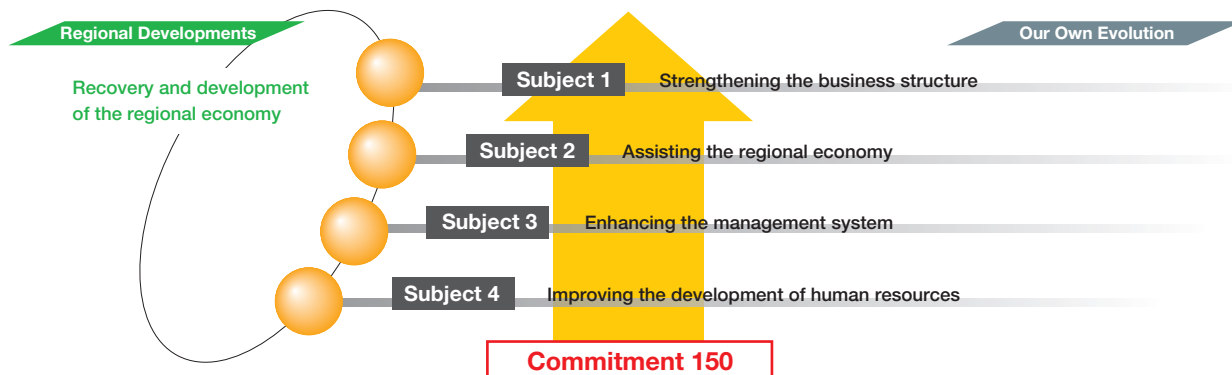 Regional Developments
Our Own Evolution
Recovery and development
of the regional economy
Subject 1 Strengthening the business structure
Subject 2 Assisting the regional economy
Subject 3 Enhancing the management system
Subject 4 Improving the development of human resources
Commitment 150